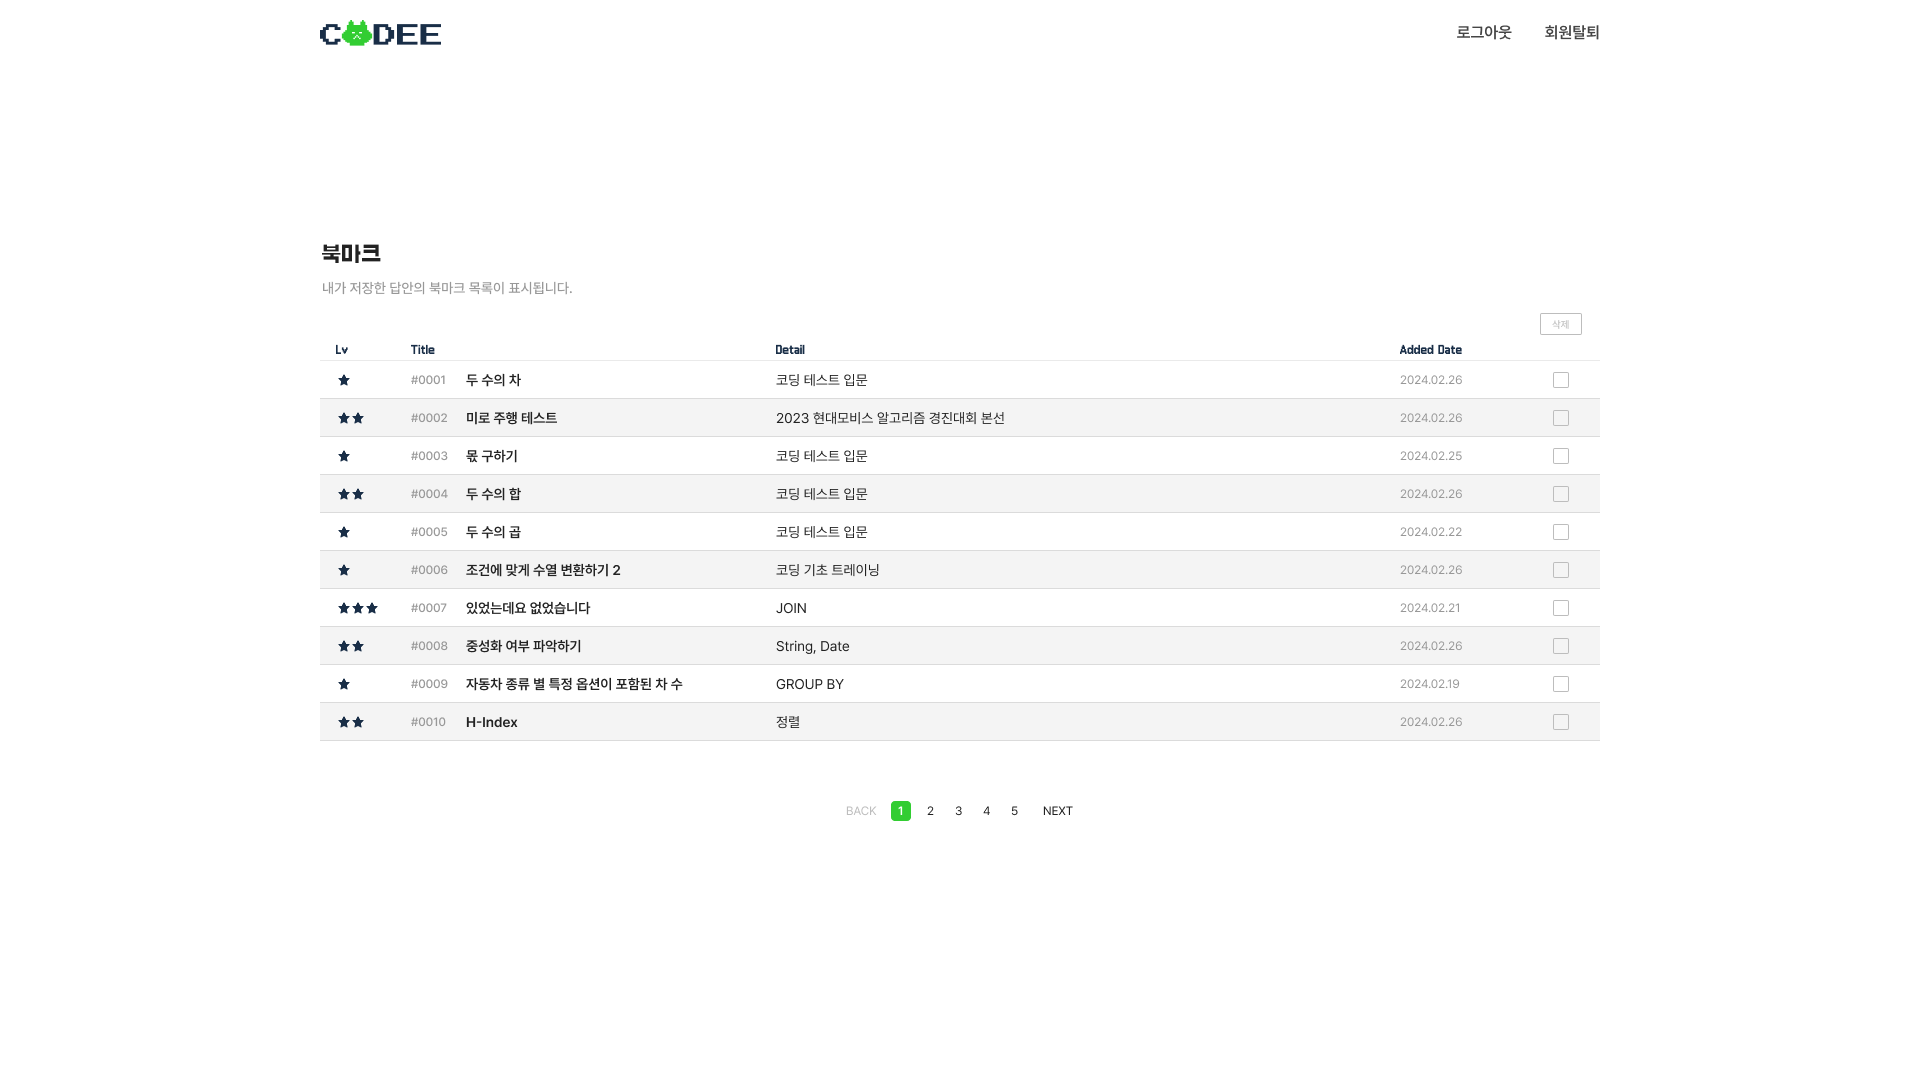 CODEE
로그아웃 회원탈퇴
북마크
내가 저장한 답안의 북마크 목록이 표시됩니다.
삭제
Lv Title Detail Added Date
#0001 두 수의 차 코딩 테스트 입문 2024.02.26
#0002 미로 주행 테스트 2023 현대모비스 알고리즘 경진대회 본선 2024.02.26
#0003 몫 구하기 코딩 테스트 입문 2024.02.25
#0004 두 수의 합 코딩 테스트 입문 2024.02.26
#0005 두 수의 곱 코딩 테스트 입문 2024.02.22
#0006 조건에 맞게 수열 변환하기 2 코딩 기초 트레이닝 2024.02.26
#0007 있었는데요 없었습니다 JOIN 2024.02.21
#0008 중성화 여부 파악하기 String, Date 2024.02.26
#0009 자동차 종류 별 특정 옵션이 포함된 차 수 GROUP BY 2024.02.19
#0010 H-Index 정렬 2024.02.26
BACK 1 2 3 4 5 NEXT